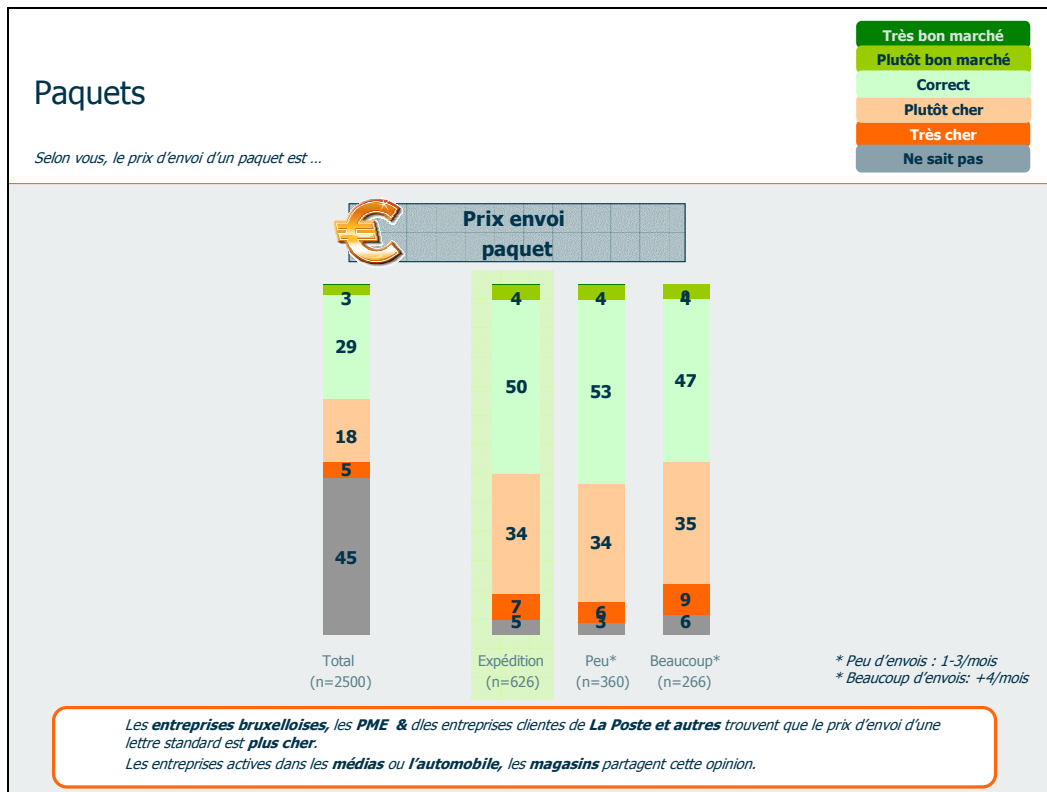 Très bon marché
Plutôt bon marché
Correct
Plutôt cher
Très cher
Ne sait pas
Paquets
Selon vous, le prix d'envoi d'un paquet est ...
Prix envoi
paquet
3
29
18
5
45
4
50
34
7
5
4
53
34
6
3
4
47
35
9
6
Total
(n=2500)
Expédition
(n=626)
Peu*
(n=360)
Beaucoup*
(n=266)
* Peu d'envois : 1-3/mois
* Beaucoup d'envois: +4/mois
Les entreprises bruxelloises, les PME & dles entreprises clientes de La Poste et autres trouvent que le prix d'envoi d'une
lettre standard est plus cher.
Les entreprises actives dans les médias ou l'automobile, les magasins partagent cette opinion.